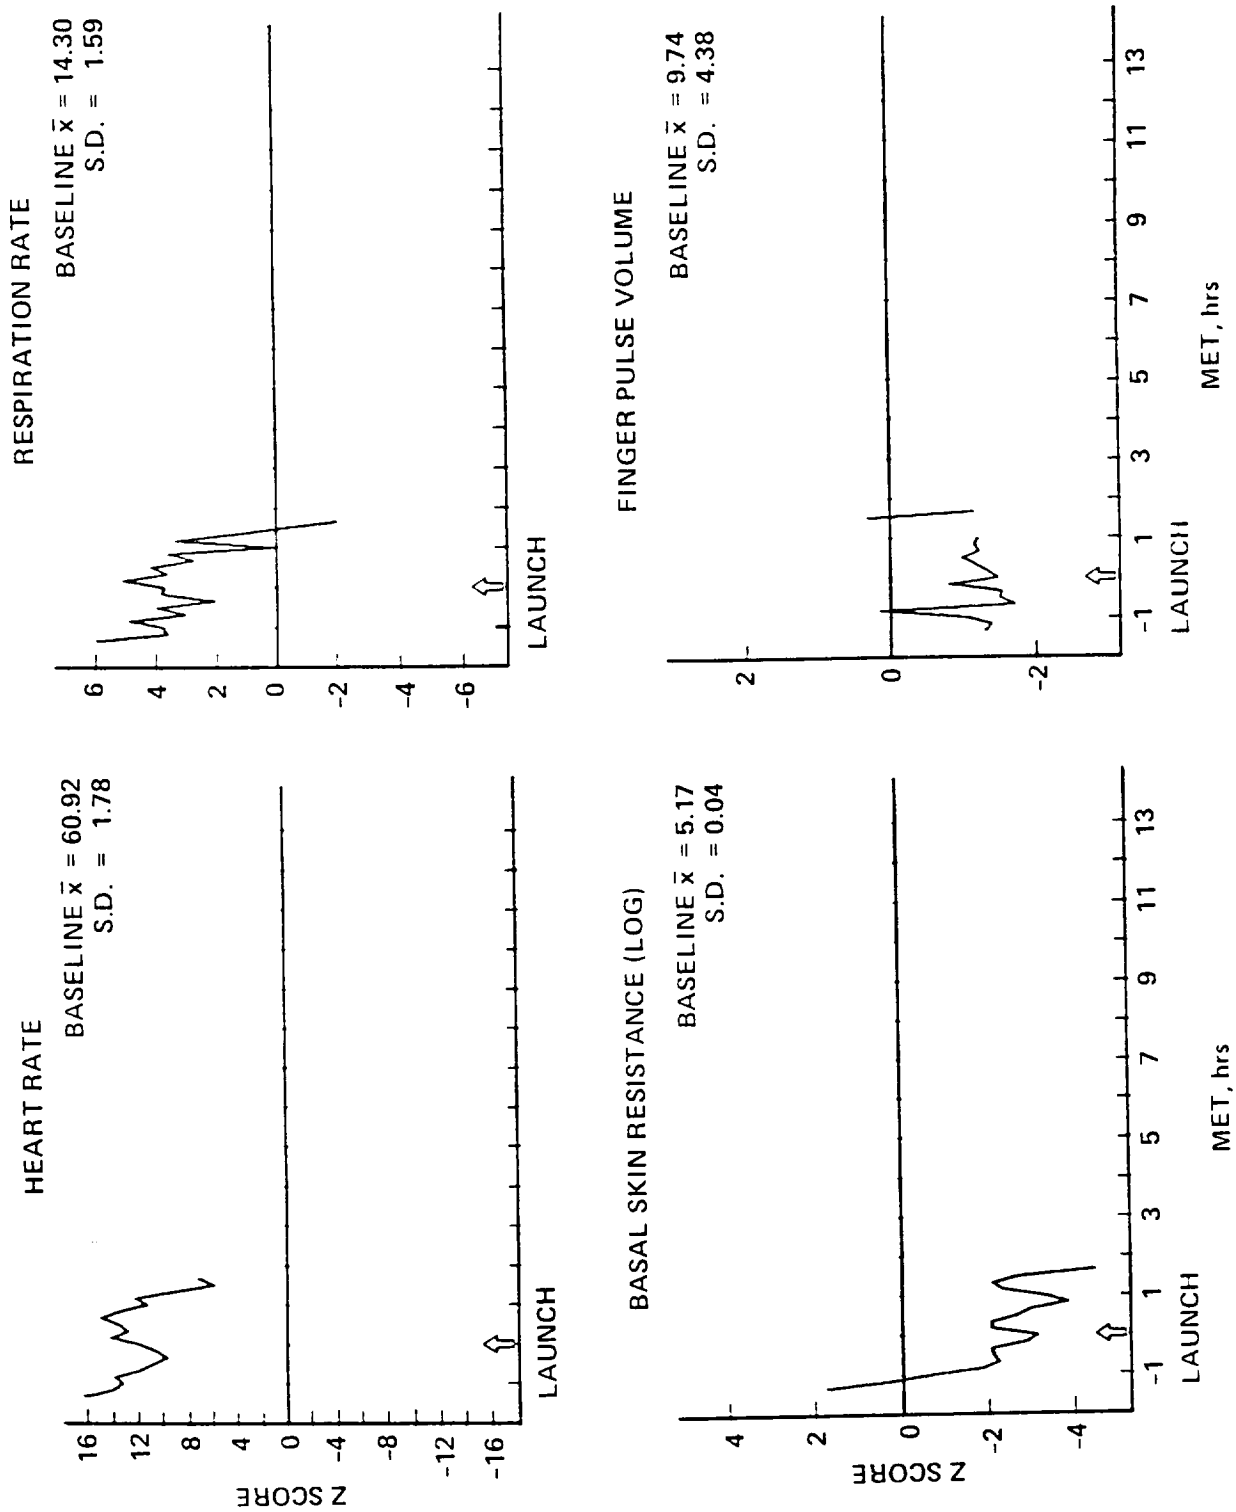 HEART RATE
BASELINE x̄ = 60.92
S.D. = 1.78
Z SCORE
16
12
8
4
0
-4
-8
-12
-16
LAUNCH
RESPIRATION RATE
BASELINE x̄ = 14.30
S.D. = 1.59
6
4
2
0
-2
-4
-6
LAUNCH
BASAL SKIN RESISTANCE (LOG)
BASELINE x̄ = 5.17
S.D. = 0.04
Z SCORE
4
2
0
-2
-4
-1 1 3 5 7 9 11 13
LAUNCH
MET, hrs
FINGER PULSE VOLUME
BASELINE x̄ = 9.74
S.D. = 4.38
2
0
-2
-1 1 3 5 7 9 11 13
LAUNCH
MET, hrs